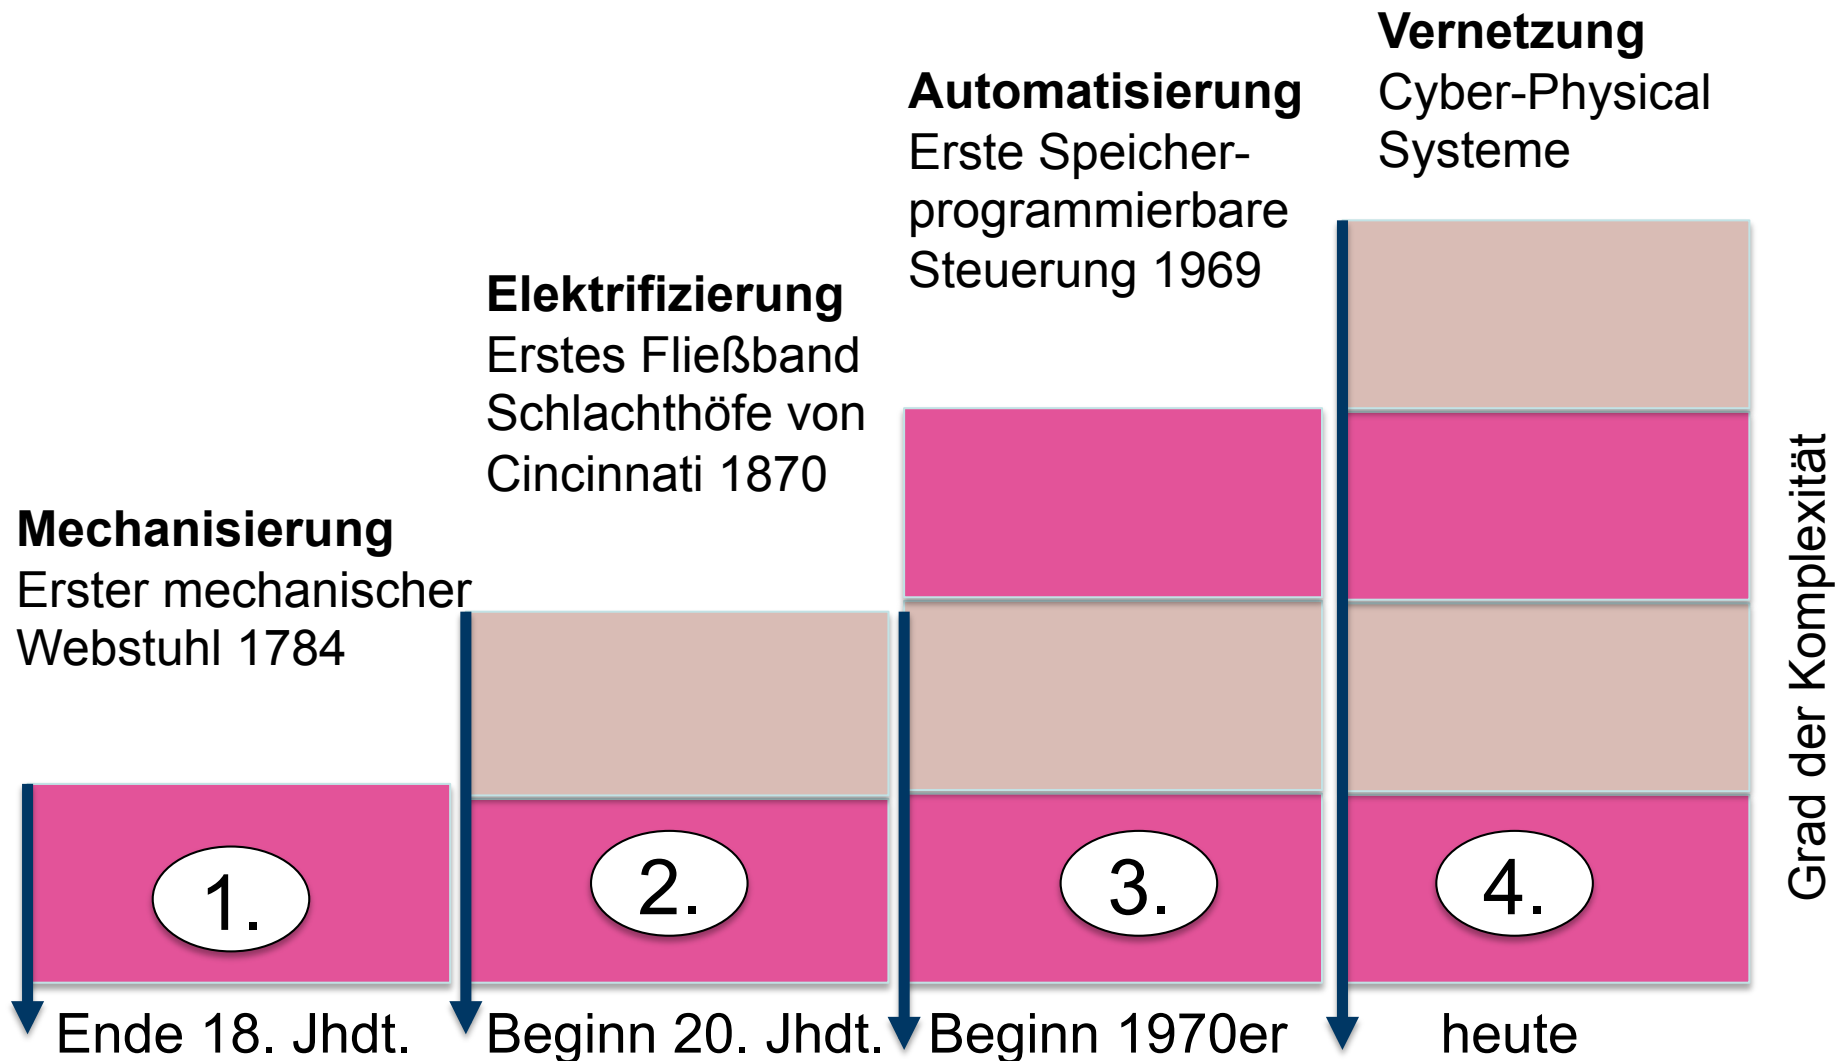 Vernetzung
Cyber-Physical
Systeme
Automatisierung
Erste Speicher-
programmierbare
Steuerung 1969
Elektrifizierung
Erstes Fließband
Schlachthöfe von
Cincinnati 1870
Mechanisierung
Erster mechanischer
Webstuhl 1784
Grad der Komplexität
1.
2.
3.
4.
Ende 18. Jhdt.
Beginn 20. Jhdt.
Beginn 1970er
heute